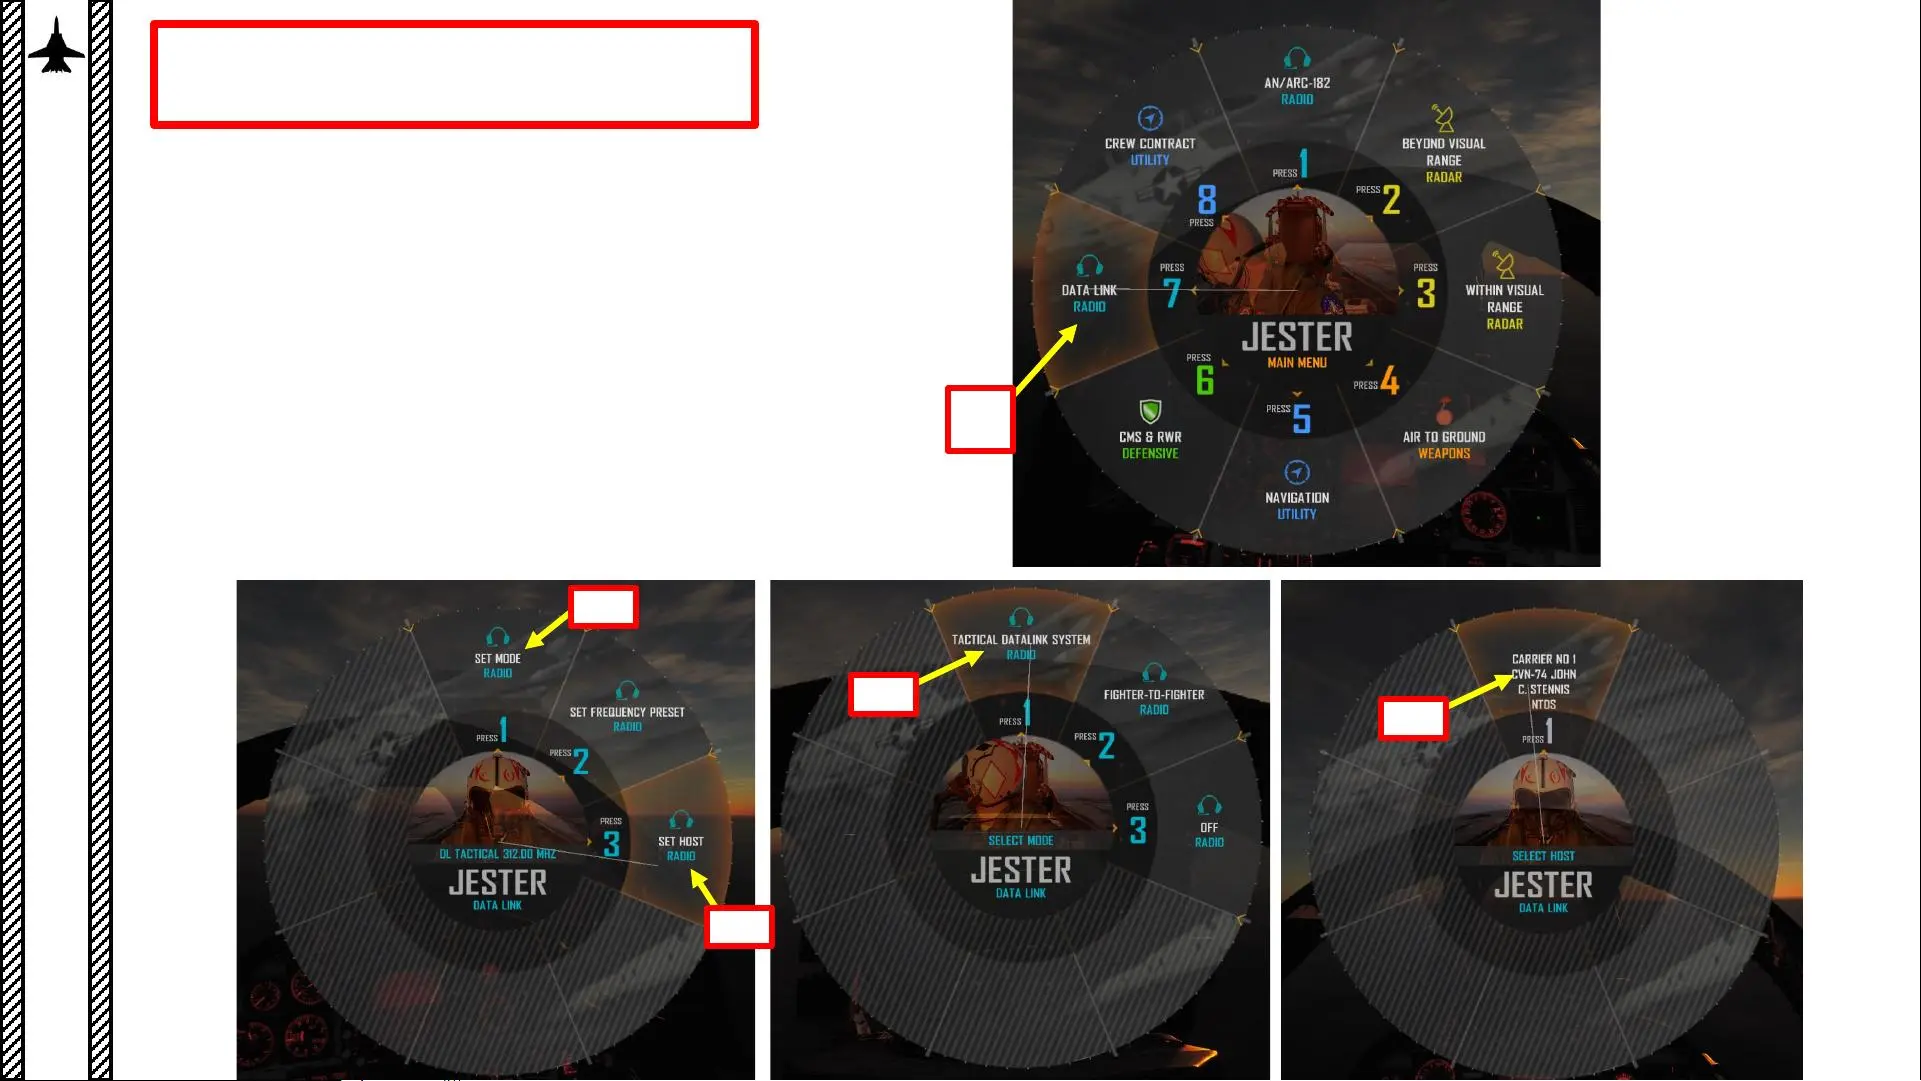 AN/ARC-182
RADIO
CREW CONTRACT
UTILITY
BEYOND VISUAL
RANGE
RADAR
PRESS 1
PRESS 2
8
PRESS
DATA LINK
RADIO
PRESS
7
PRESS
3
WITHIN VISUAL
RANGE
RADAR
JESTER
MAIN MENU
PRESS
6
PRESS 4
PRESS 5
CMS & RWR
DEFENSIVE
AIR TO GROUND
WEAPONS
NAVIGATION
UTILITY
SET MODE
RADIO
SET FREQUENCY PRESET
RADIO
PRESS 1
PRESS 2
PRESS
3
SET HOST
RADIO
DL TACTICAL 312.00 MHZ
JESTER
DATA LINK
TACTICAL DATALINK SYSTEM
RADIO
FIGHTER-TO-FIGHTER
RADIO
PRESS 1
PRESS 2
PRESS
3
OFF
RADIO
SELECT MODE
JESTER
DATA LINK
CARRIER NO 1
CVN-74 JOHN
C. STENNIS
NTDS
PRESS 1
SELECT HOST
JESTER
DATA LINK